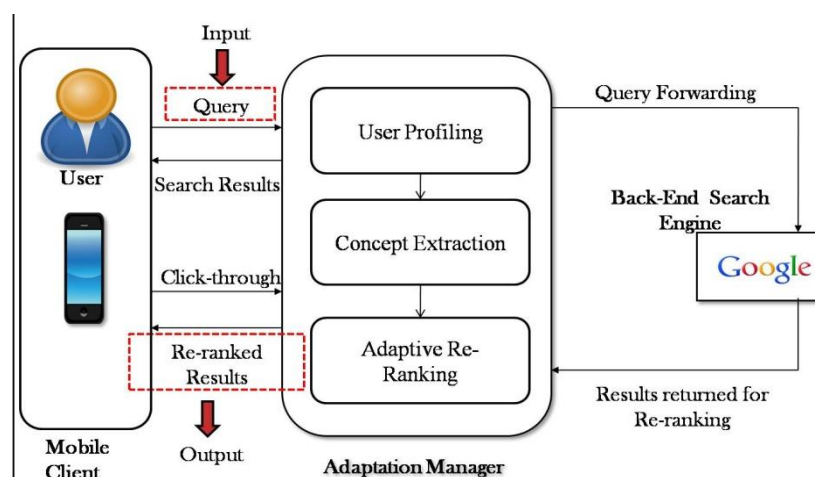 Input
Query
User
Search Results
Click-through
Re-ranked
Results
Output
Mobile
Client
User Profiling
Concept Extraction
Adaptive Re-
Ranking
Adaptation Manager
Query Forwarding
Back-End Search
Engine
Google
Results returned for
Re-ranking